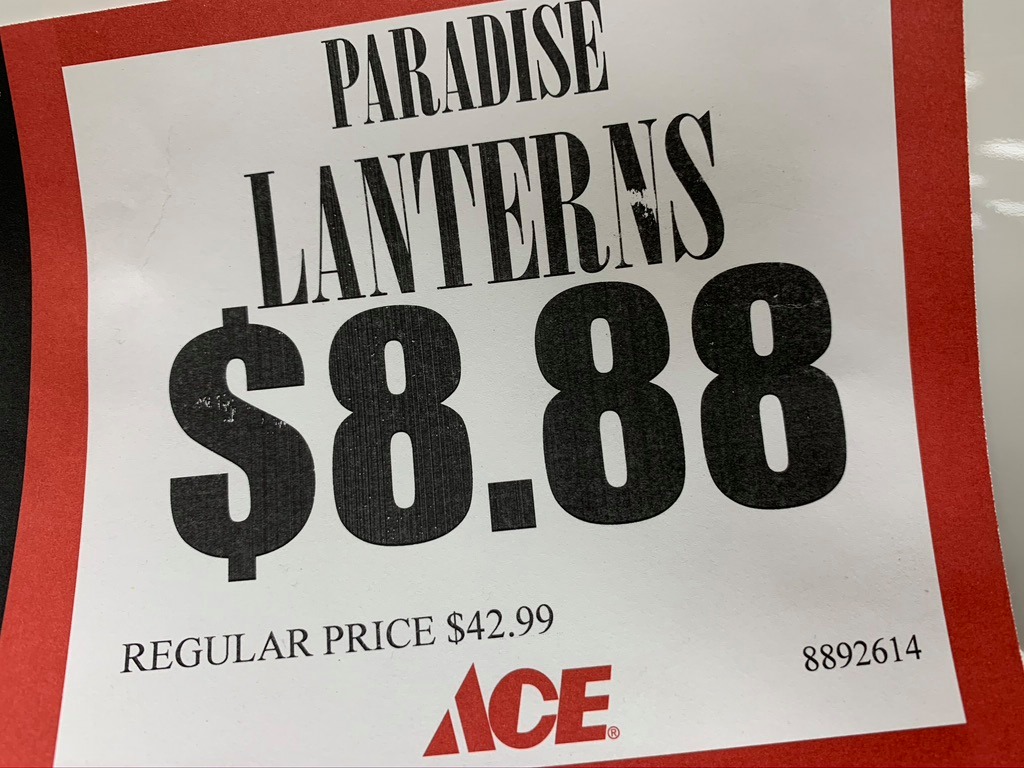 PARADISE
LANTERNS
$8.88
REGULAR PRICE $42.99
8892614
ACE®